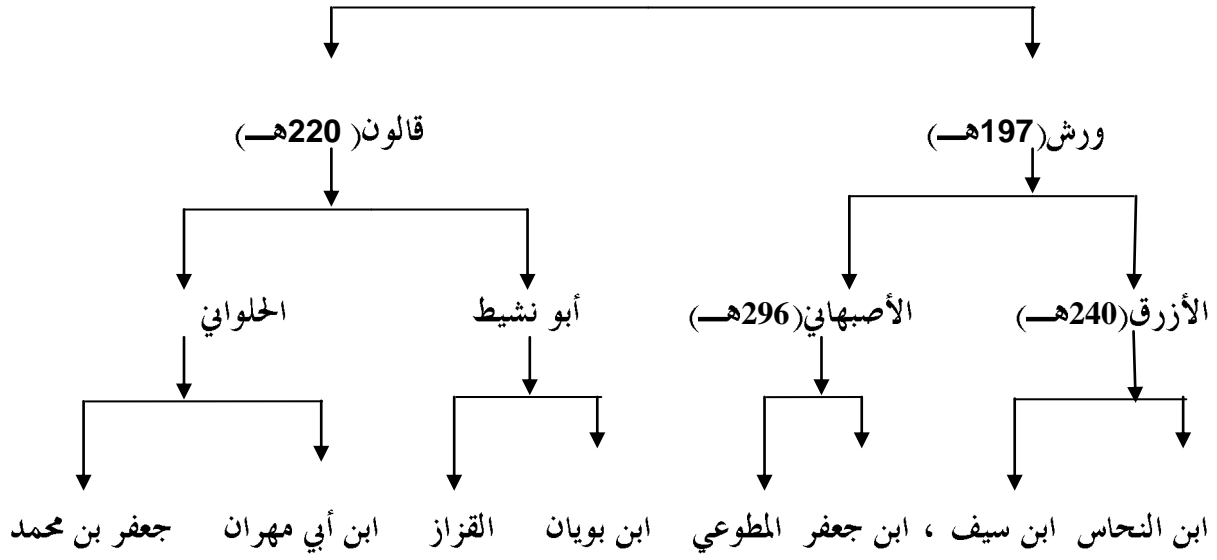 ورش(197هـ) قالون( 220هـ)
الأزرق(240هـ) الأصبهاني(296هـ) أبو نشيط الحلواني
ابن النحاس ابن سيف ، ابن جعفر المطوعي ابن بويان القزاز ابن أبي مهران جعفر بن محمد